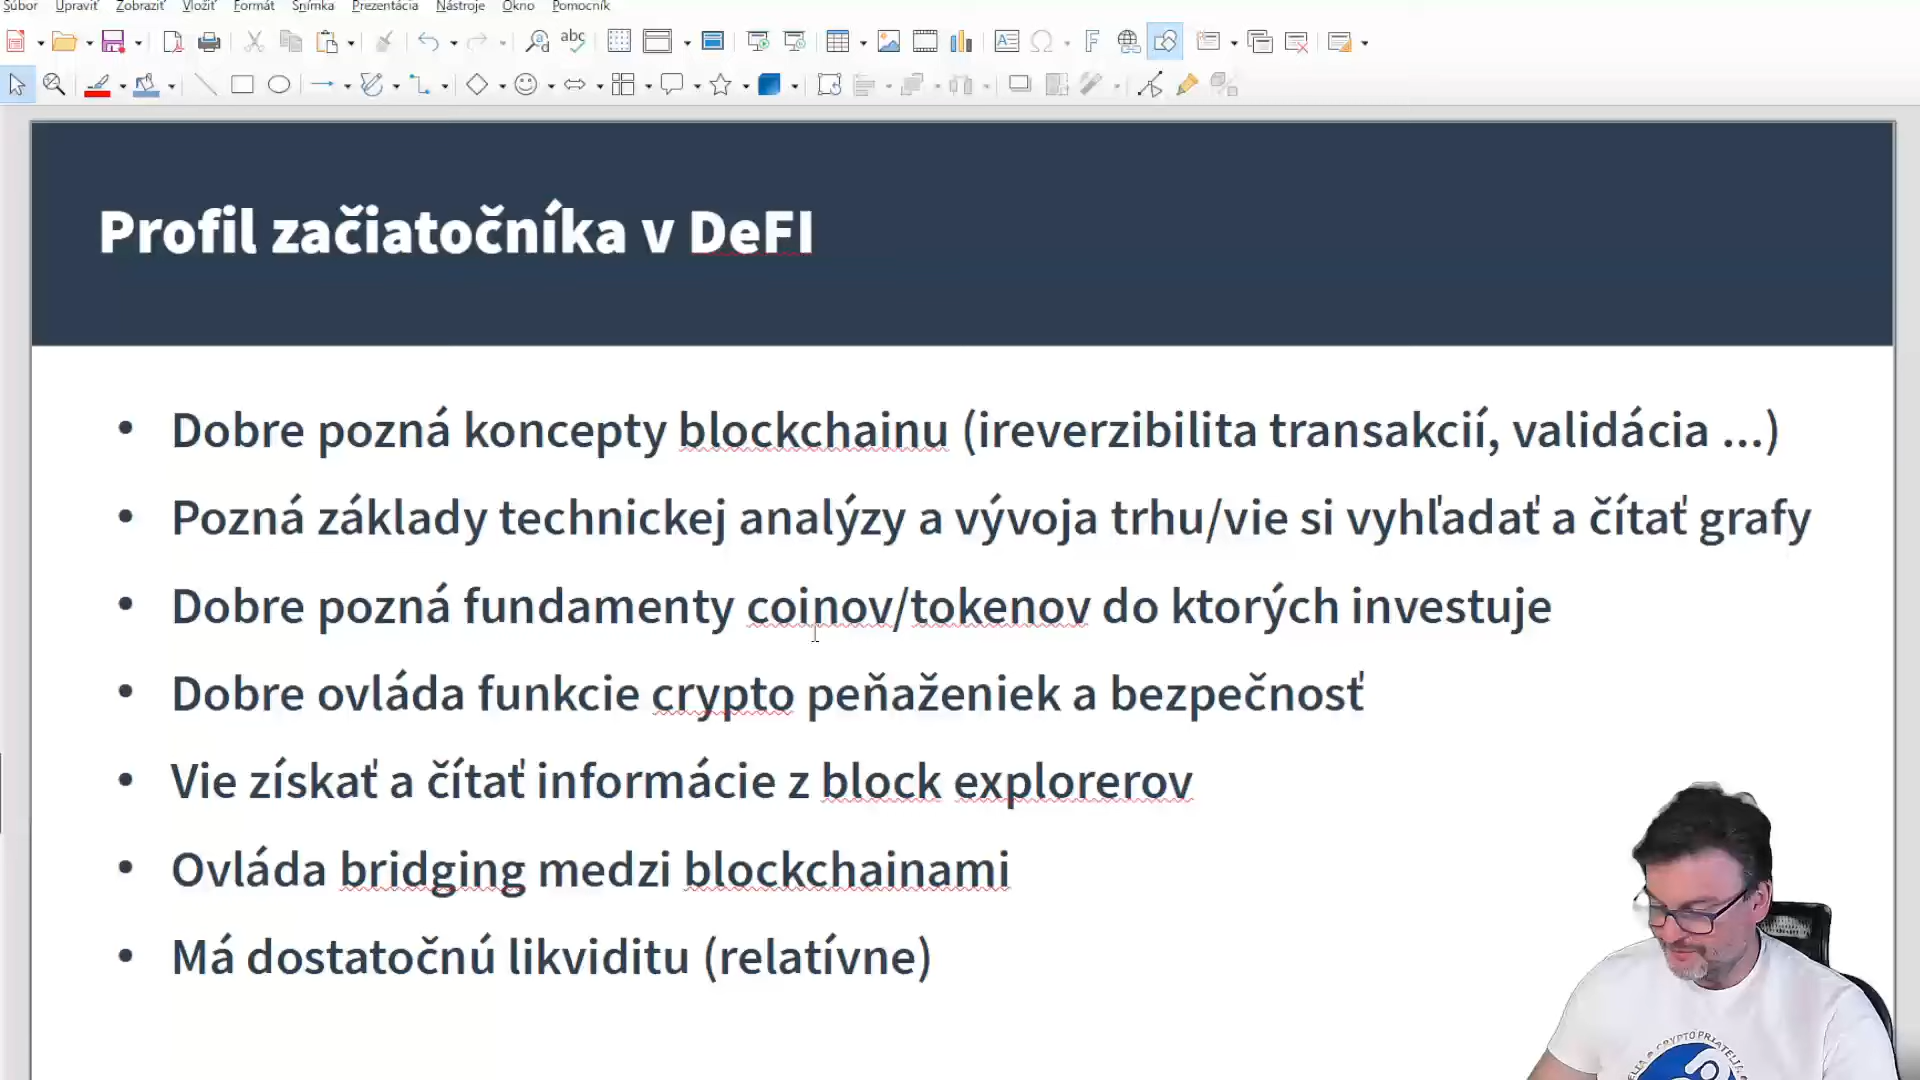 Súbor Upraviť Zobraziť Vložiť Formát Snímka Prezentácia Nástroje Okno Pomocník
Profil začiatočníka v DeFI
• Dobre pozná koncepty blockchainu (ireverzibilita transakcií, validácia ...)
• Pozná základy technickej analýzy a vývoja trhu/vie si vyhľadať a čítať grafy
• Dobre pozná fundamenty coinov/tokenov do ktorých investuje
• Dobre ovláda funkcie crypto peňaženiek a bezpečnosť
• Vie získať a čítať informácie z block explorerov
• Ovláda bridging medzi blockchainami
• Má dostatočnú likviditu (relatívne)